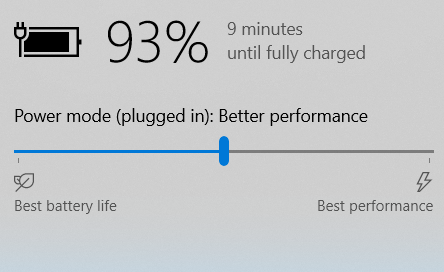 93%
9 minutes
until fully charged
Power mode (plugged in): Better performance
Best battery life
Best performance